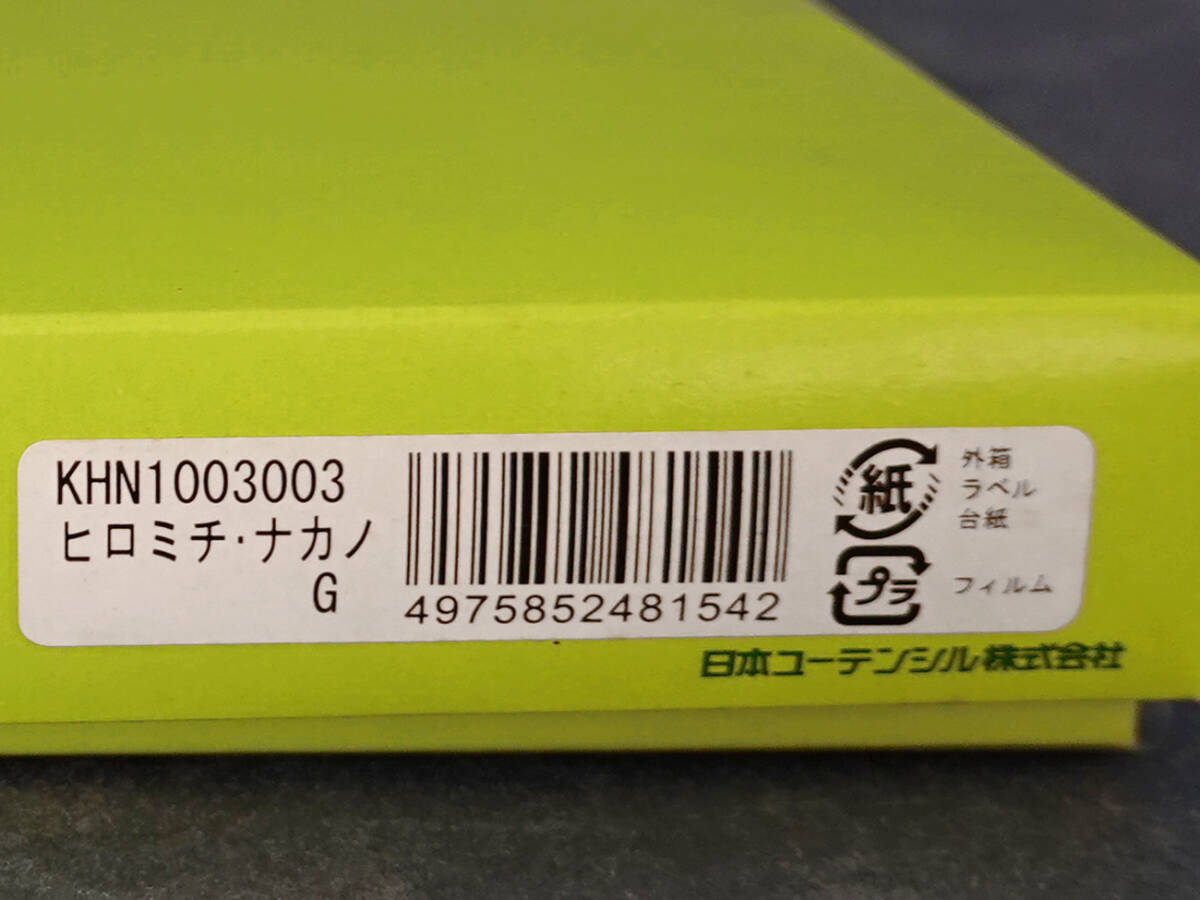 KHN1003003
ヒロミチ・ナカノ
G
4975852481542
紙
外箱
ラベル
台紙
プラ
フィルム
日本ユーテンシル株式会社